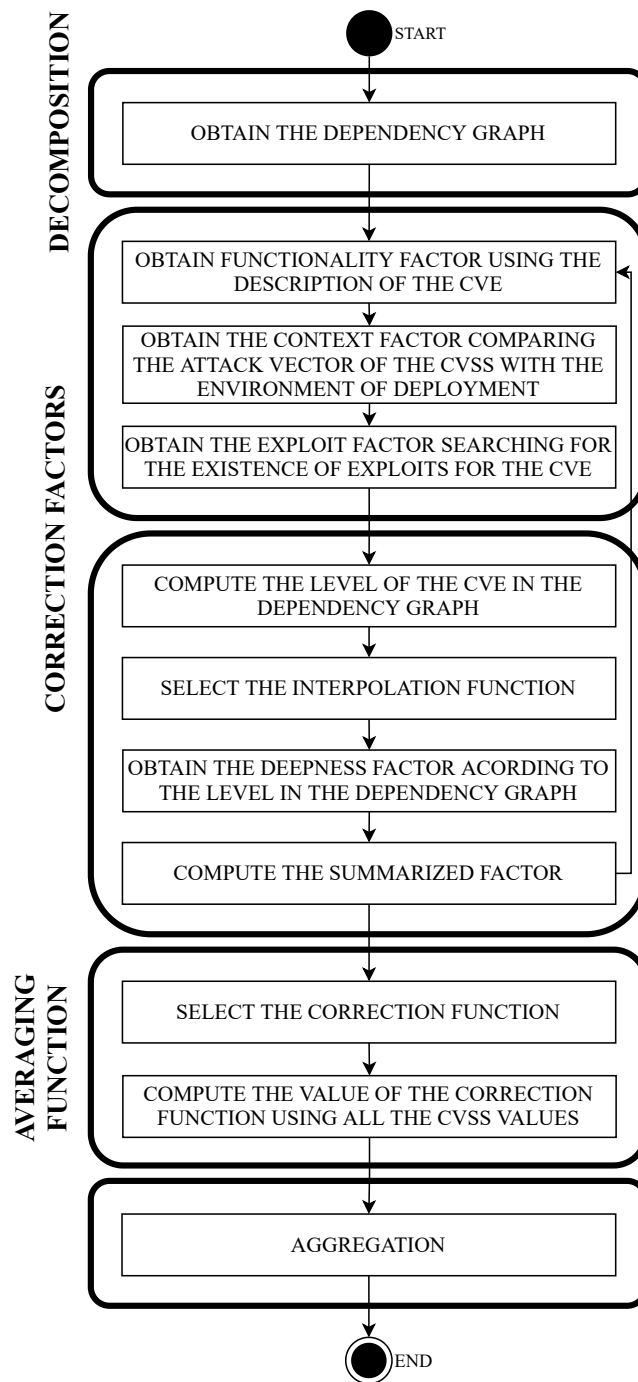 START
DECOMPOSITION
OBTAIN THE DEPENDENCY GRAPH
CORRECTION FACTORS
OBTAIN FUNCTIONALITY FACTOR USING THE
DESCRIPTION OF THE CVE
OBTAIN THE CONTEXT FACTOR COMPARING
THE ATTACK VECTOR OF THE CVSS WITH THE
ENVIRONMENT OF DEPLOYMENT
OBTAIN THE EXPLOIT FACTOR SEARCHING FOR
THE EXISTENCE OF EXPLOITS FOR THE CVE
COMPUTE THE LEVEL OF THE CVE IN THE
DEPENDENCY GRAPH
SELECT THE INTERPOLATION FUNCTION
OBTAIN THE DEEPNESS FACTOR ACORDING TO
THE LEVEL IN THE DEPENDENCY GRAPH
COMPUTE THE SUMMARIZED FACTOR
AVERAGING
FUNCTION
SELECT THE CORRECTION FUNCTION
COMPUTE THE VALUE OF THE CORRECTION
FUNCTION USING ALL THE CVSS VALUES
AGGREGATION
END